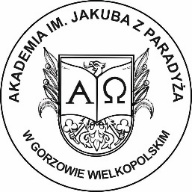 AKADEMIA IM. JAKUBA Z PARADYŻA
Α Ω
W GORZOWIE WIELKOPOLSKIM